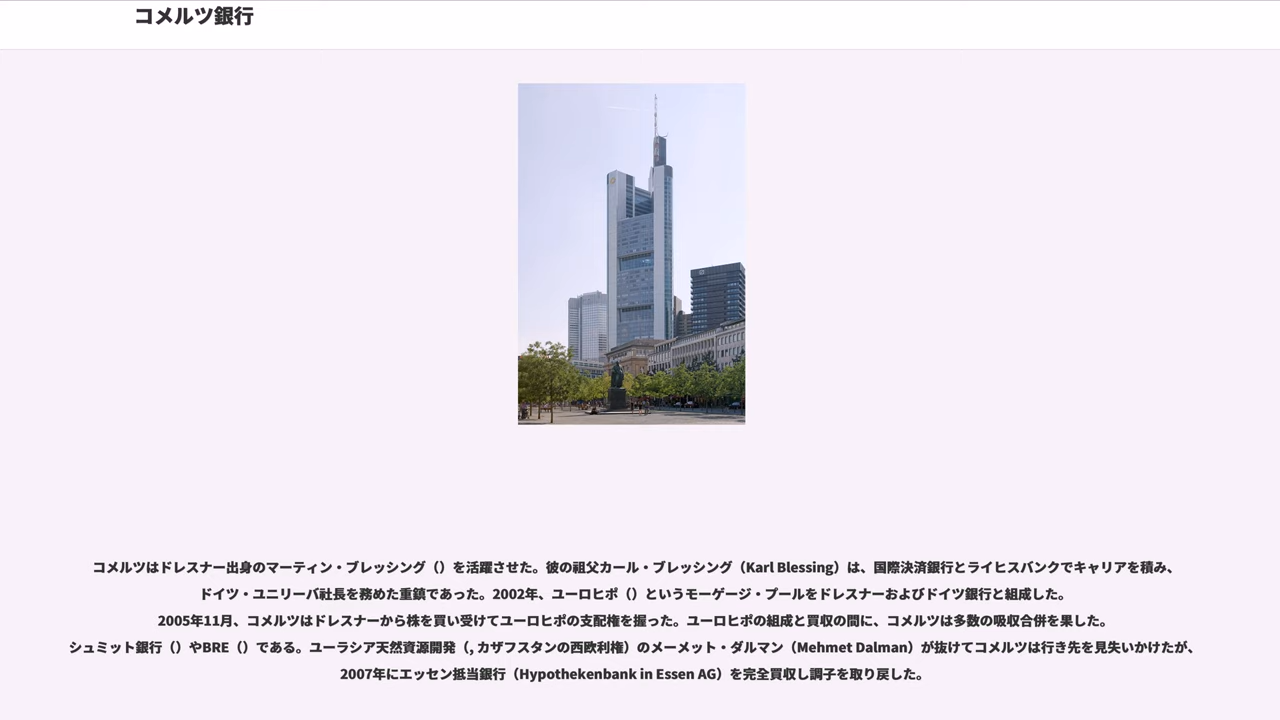 コメルツ銀行
コメルツはドレスナー出身のマーティン・ブレッシング（）を活躍させた。彼の祖父カール・ブレッシング（Karl Blessing）は、国際決済銀行とライヒスバンクでキャリアを積み、
ドイツ・ユニリーバ社長を務めた重鎮であった。2002年、ユーロヒポ（）というモーゲージ・プールをドレスナーおよびドイツ銀行と組成した。
2005年11月、コメルツはドレスナーから株を買い受けてユーロヒポの支配権を握った。ユーロヒポの組成と買収の間に、コメルツは多数の吸収合併を果した。
シュミット銀行（）やBRE（）である。ユーラシア天然資源開発（, カザフスタンの西欧利権）のメーメット・ダルマン（Mehmet Dalman）が抜けてコメルツは行き先を見失いかけたが、
2007年にエッセン抵当銀行（Hypothekenbank in Essen AG）を完全買収し調子を取り戻した。